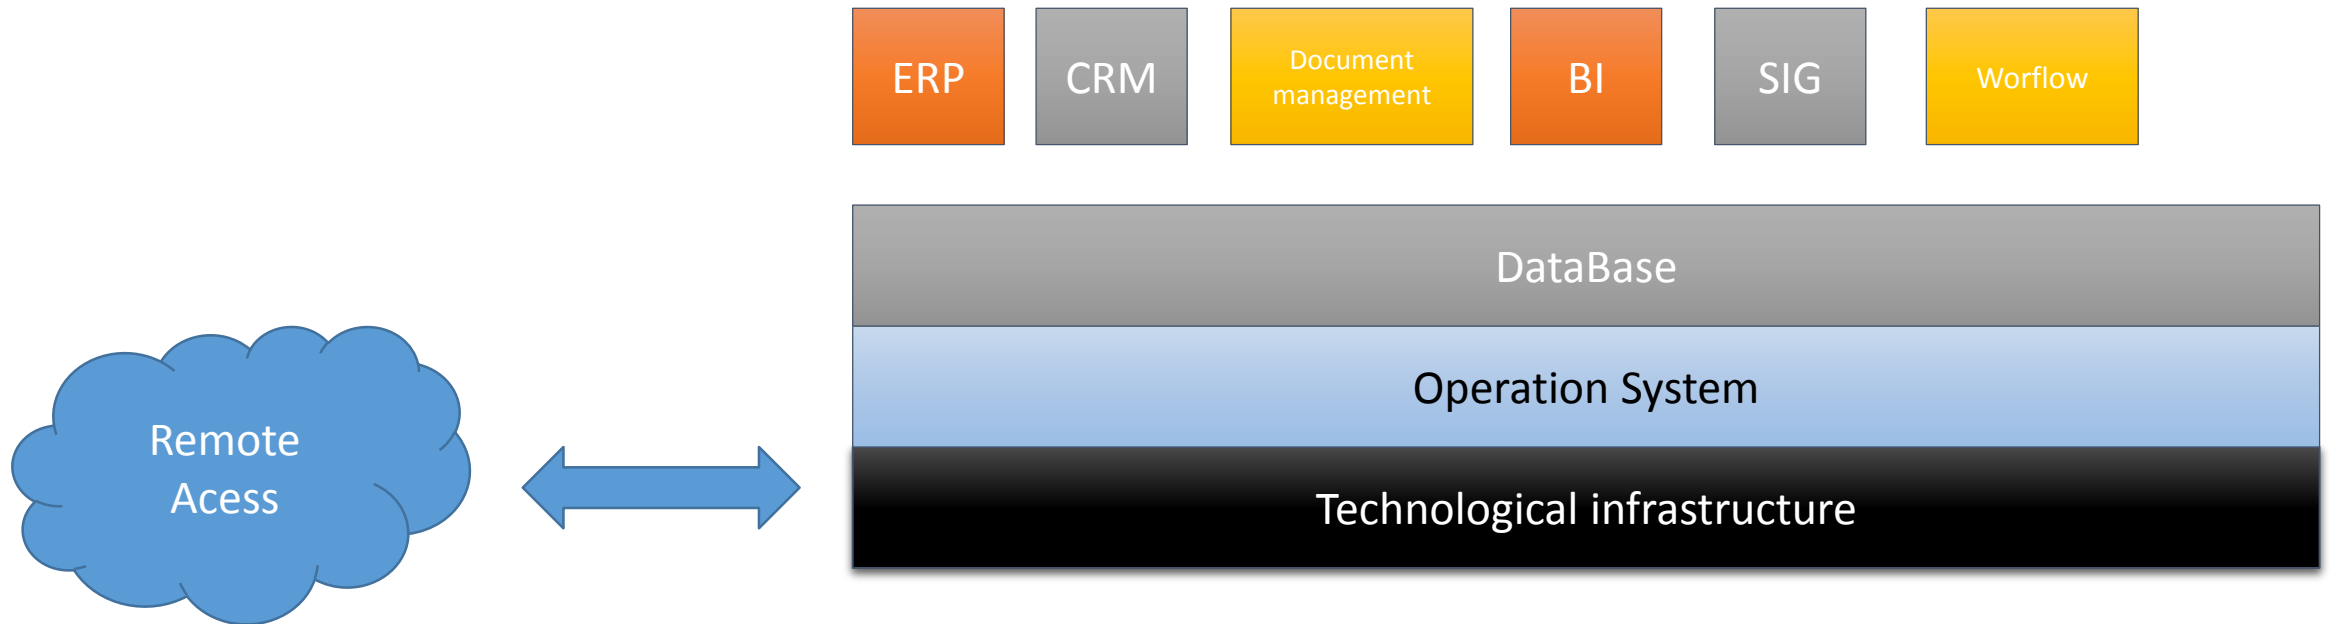 ERP
CRM
Document
management
BI
SIG
Worflow
DataBase
Operation System
Technological infrastructure
Remote
Acess